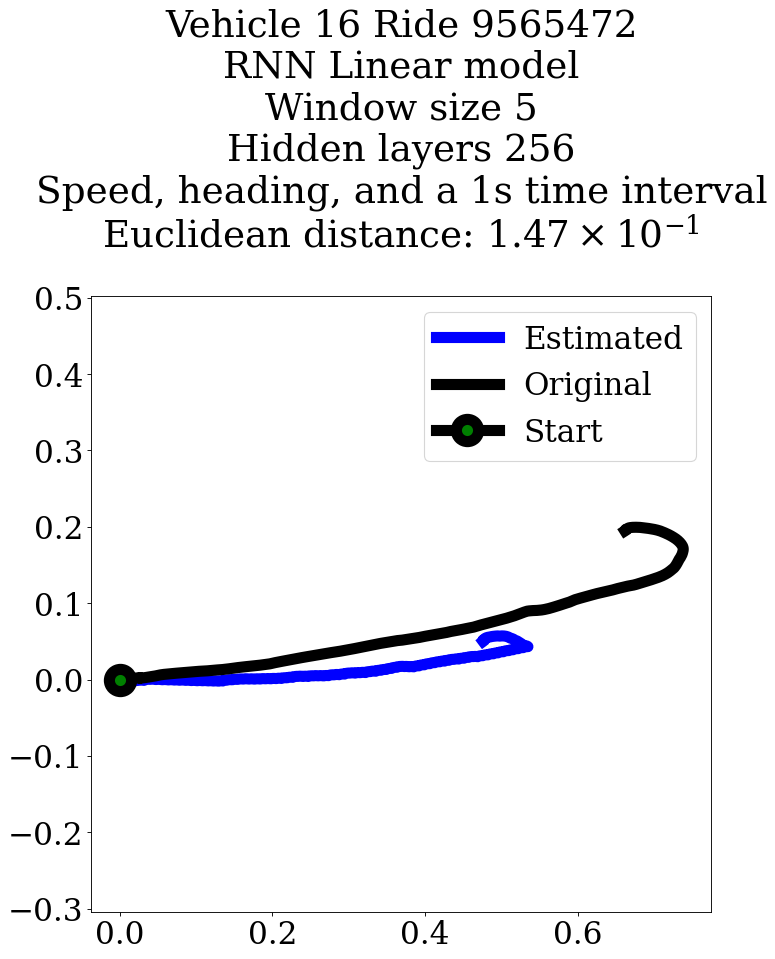 Vehicle 16 Ride 9565472
RNN Linear model
Window size 5
Hidden layers 256
Speed, heading, and a 1s time interval
Euclidean distance: 1.47 × 10⁻¹
Estimated
Original
Start
0.5
0.4
0.3
0.2
0.1
0.0
−0.1
−0.2
−0.3
0.0 0.2 0.4 0.6